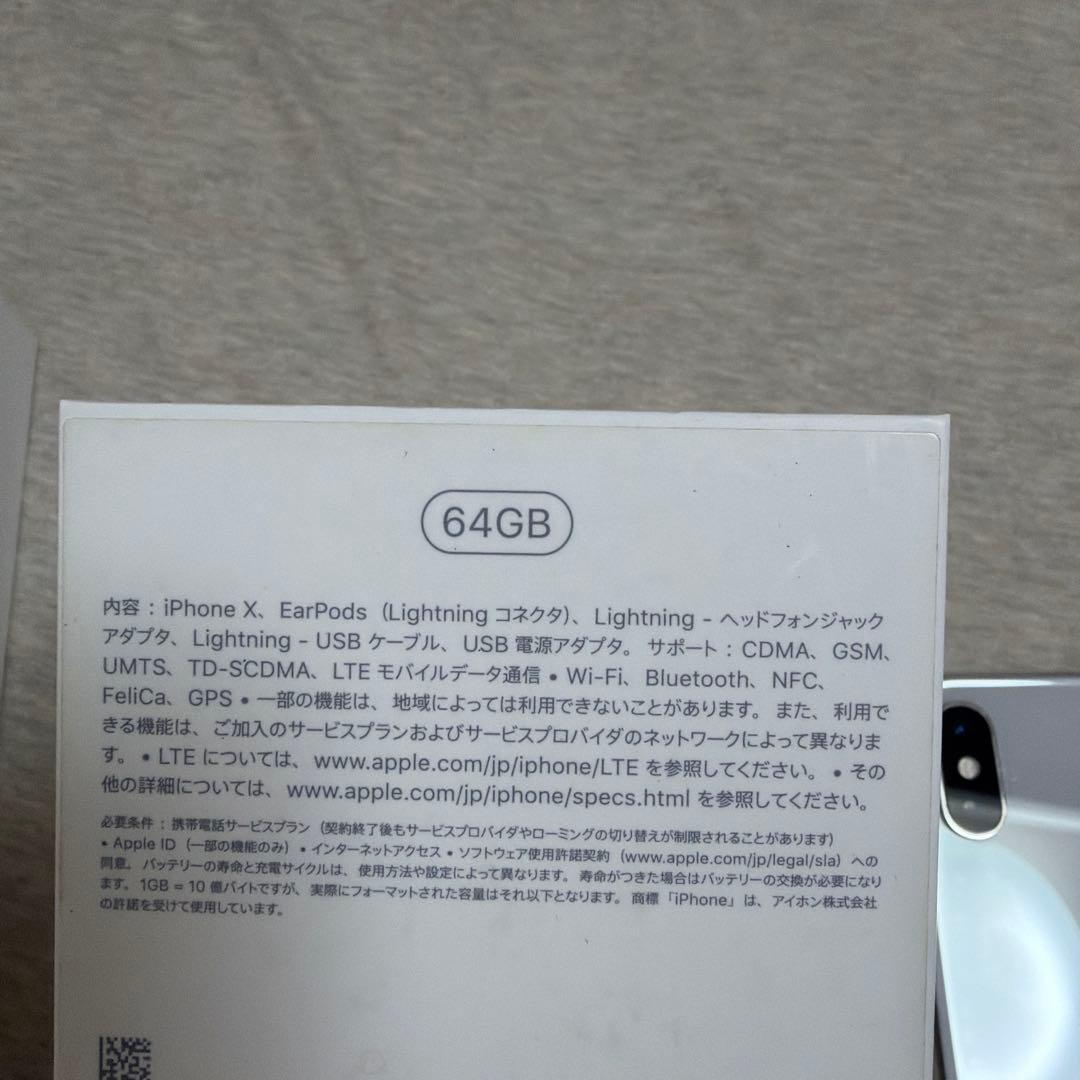 64GB
内容：iPhone X、EarPods（Lightning コネクタ）、Lightning - ヘッドフォンジャック
アダプタ、Lightning - USB ケーブル、USB 電源アダプタ。サポート：CDMA、GSM、
UMTS、TD-SCDMA、LTE モバイルデータ通信 • Wi-Fi、Bluetooth、NFC、
FeliCa、GPS • 一部の機能は、地域によっては利用できないことがあります。また、利用で
きる機能は、ご加入のサービスプランおよびサービスプロバイダのネットワークによって異なりま
す。• LTE については、www.apple.com/jp/iphone/LTE を参照してください。• その
他の詳細については、www.apple.com/jp/iphone/specs.html を参照してください。
必要条件：携帯電話サービスプラン（契約終了後もサービスプロバイダやローミングの切り替えが制限されることがあります）
• Apple ID（一部の機能のみ）• インターネットアクセス • ソフトウェア使用許諾契約（www.apple.com/jp/legal/sla）への
同意。バッテリーの寿命と充電サイクルは、使用方法や設定によって異なります。寿命がつきた場合はバッテリーの交換が必要になり
ます。1GB = 10 億バイトですが、実際にフォーマットされた容量はそれ以下となります。商標「iPhone」は、アイホン株式会社
の許諾を受けて使用しています。